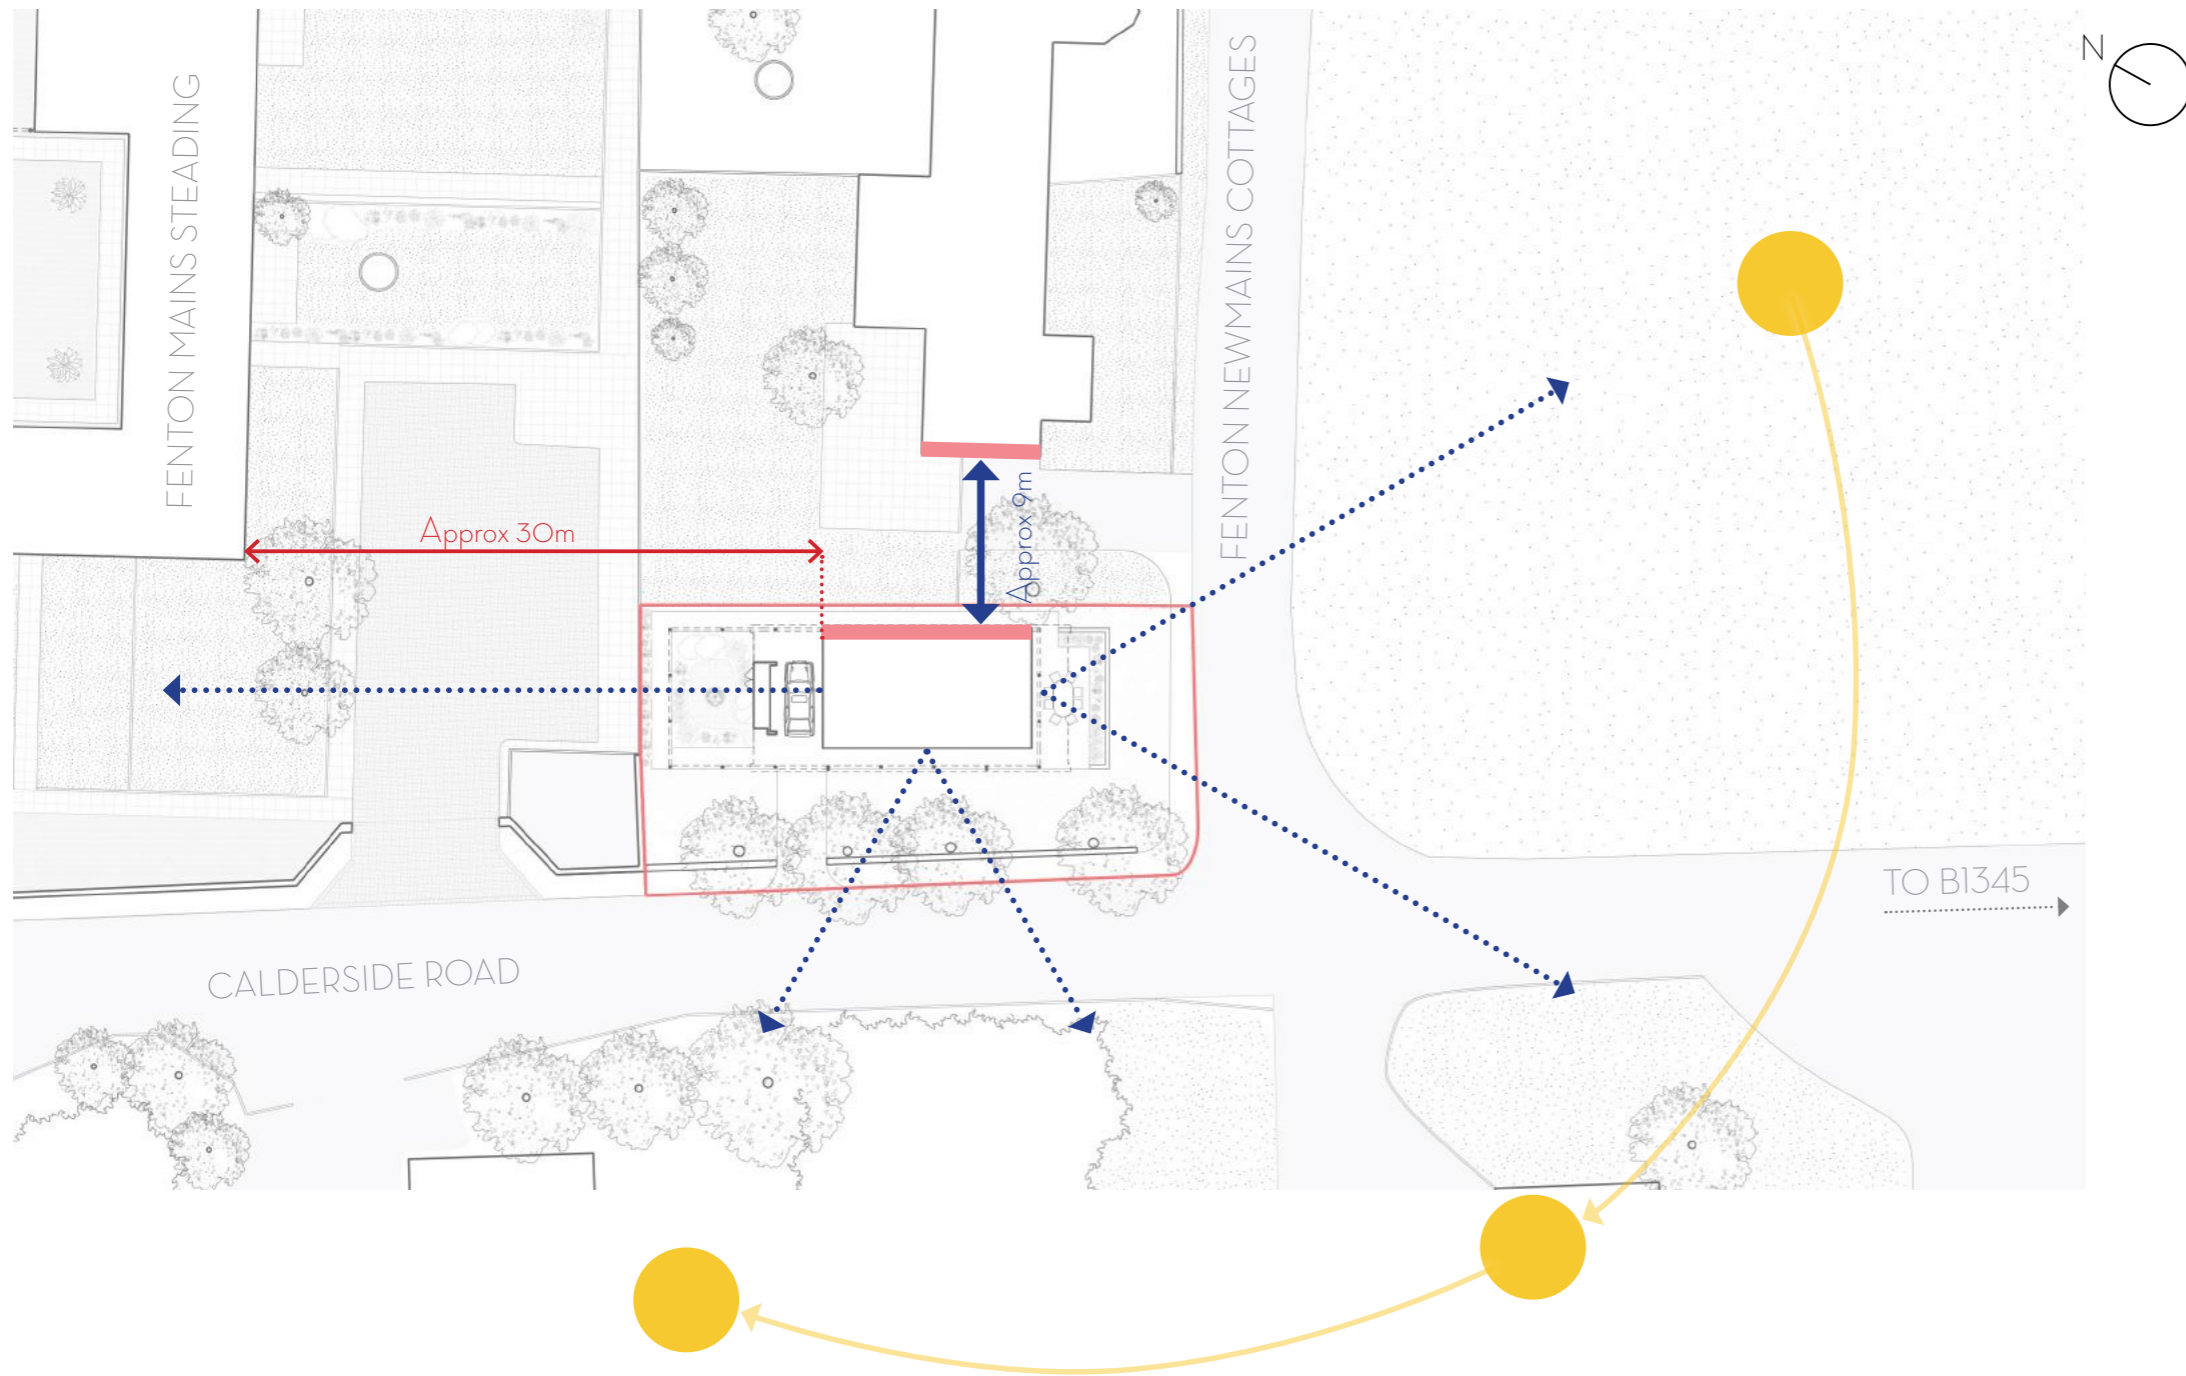 N
FENTON MAINS STEADING
FENTON NEWMAINS COTTAGES
Approx 30m
Approx 9m
TO B1345
CALDERSIDE ROAD